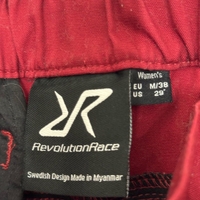 Women's
EU M/38
US 29"
RevolutionRace
Swedish Design Made in Myanmar